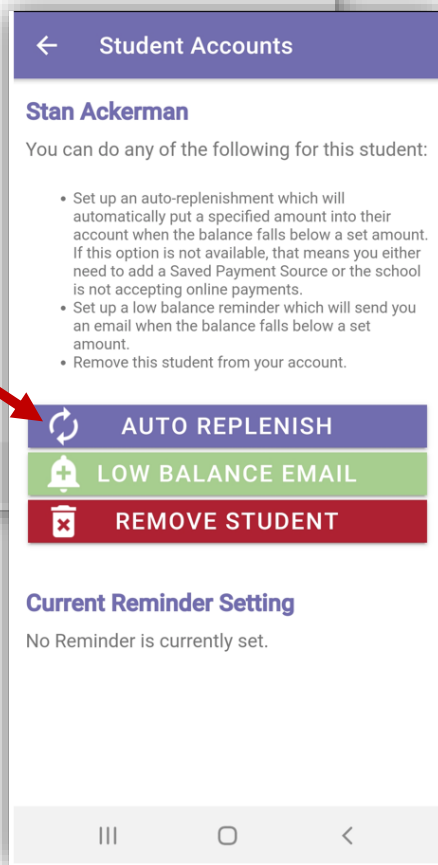 Student Accounts
Stan Ackerman
You can do any of the following for this student:
• Set up an auto-replenishment which will
automatically put a specified amount into their
account when the balance falls below a set amount.
If this option is not available, that means you either
need to add a Saved Payment Source or the school
is not accepting online payments.
• Set up a low balance reminder which will send you
an email when the balance falls below a set
amount.
• Remove this student from your account.
AUTO REPLENISH
LOW BALANCE EMAIL
REMOVE STUDENT
Current Reminder Setting
No Reminder is currently set.